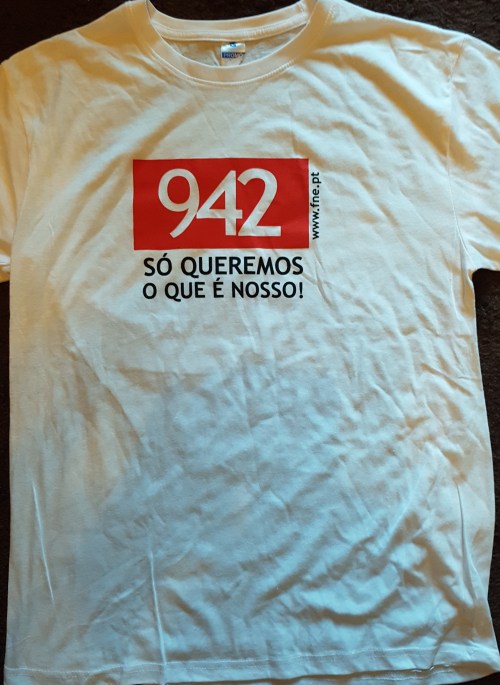 942
www.fne.pt
SÓ QUEREMOS
O QUE É NOSSO!